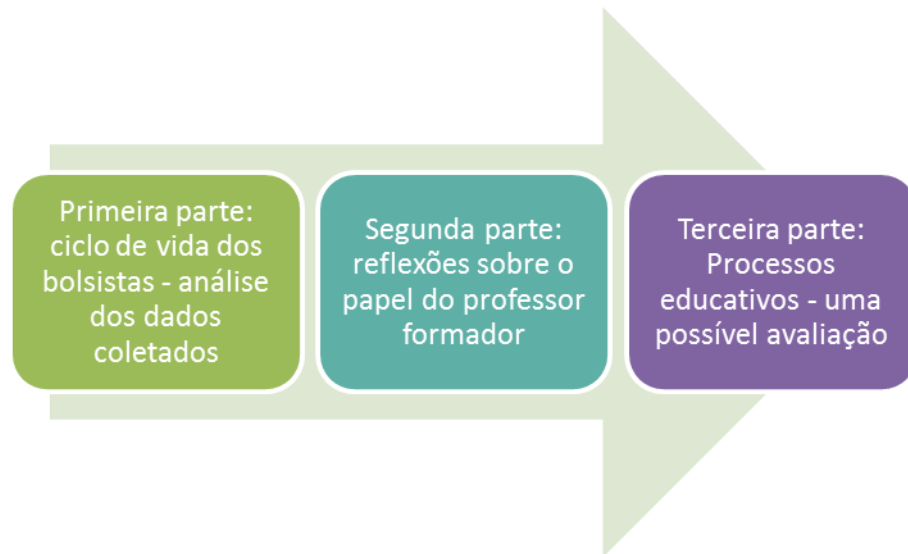 Primeira parte:
ciclo de vida dos
bolsistas - análise
dos dados
coletados
Segunda parte:
reflexões sobre o
papel do professor
formador
Terceira parte:
Processos
educativos - uma
possível avaliação